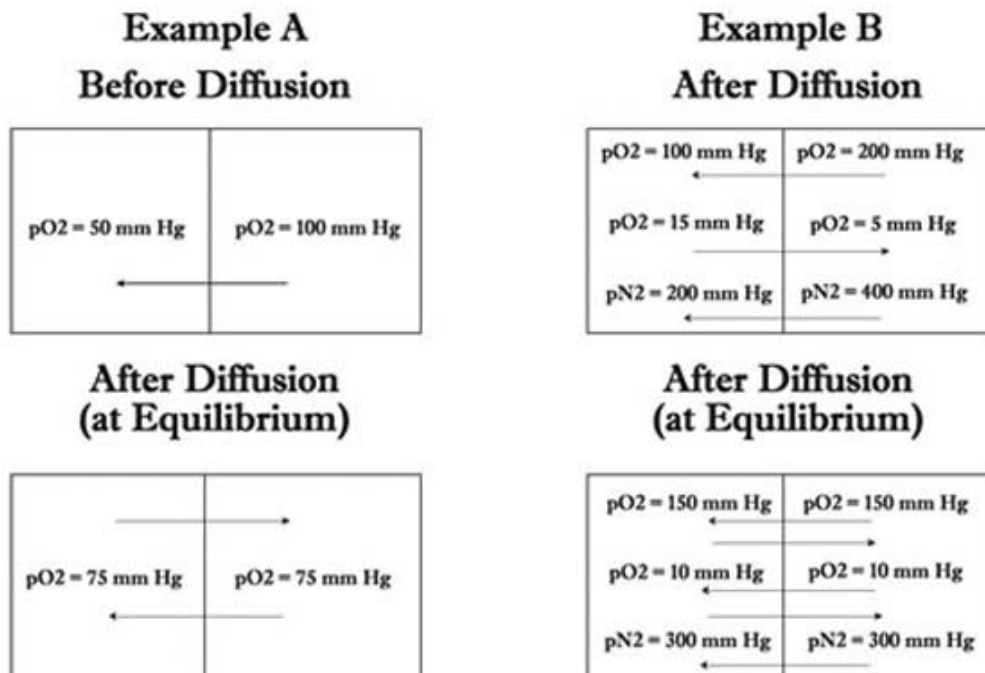 Example A
Before Diffusion
pO2 = 50 mm Hg pO2 = 100 mm Hg
After Diffusion
(at Equilibrium)
pO2 = 75 mm Hg pO2 = 75 mm Hg
Example B
After Diffusion
pO2 = 100 mm Hg pO2 = 200 mm Hg
pO2 = 15 mm Hg pO2 = 5 mm Hg
pN2 = 200 mm Hg pN2 = 400 mm Hg
After Diffusion
(at Equilibrium)
pO2 = 150 mm Hg pO2 = 150 mm Hg
pO2 = 10 mm Hg pO2 = 10 mm Hg
pN2 = 300 mm Hg pN2 = 300 mm Hg